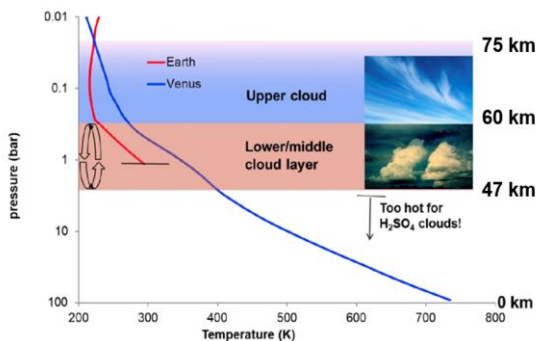 0.01
75 km
Earth
Venus
0.1
Upper cloud
60 km
Lower/middle
cloud layer
1
47 km
Too hot for
H₂SO₄ clouds!
10
100
0 km
pressure (bar)
200 300 400 500 600 700 800
Temperature (K)